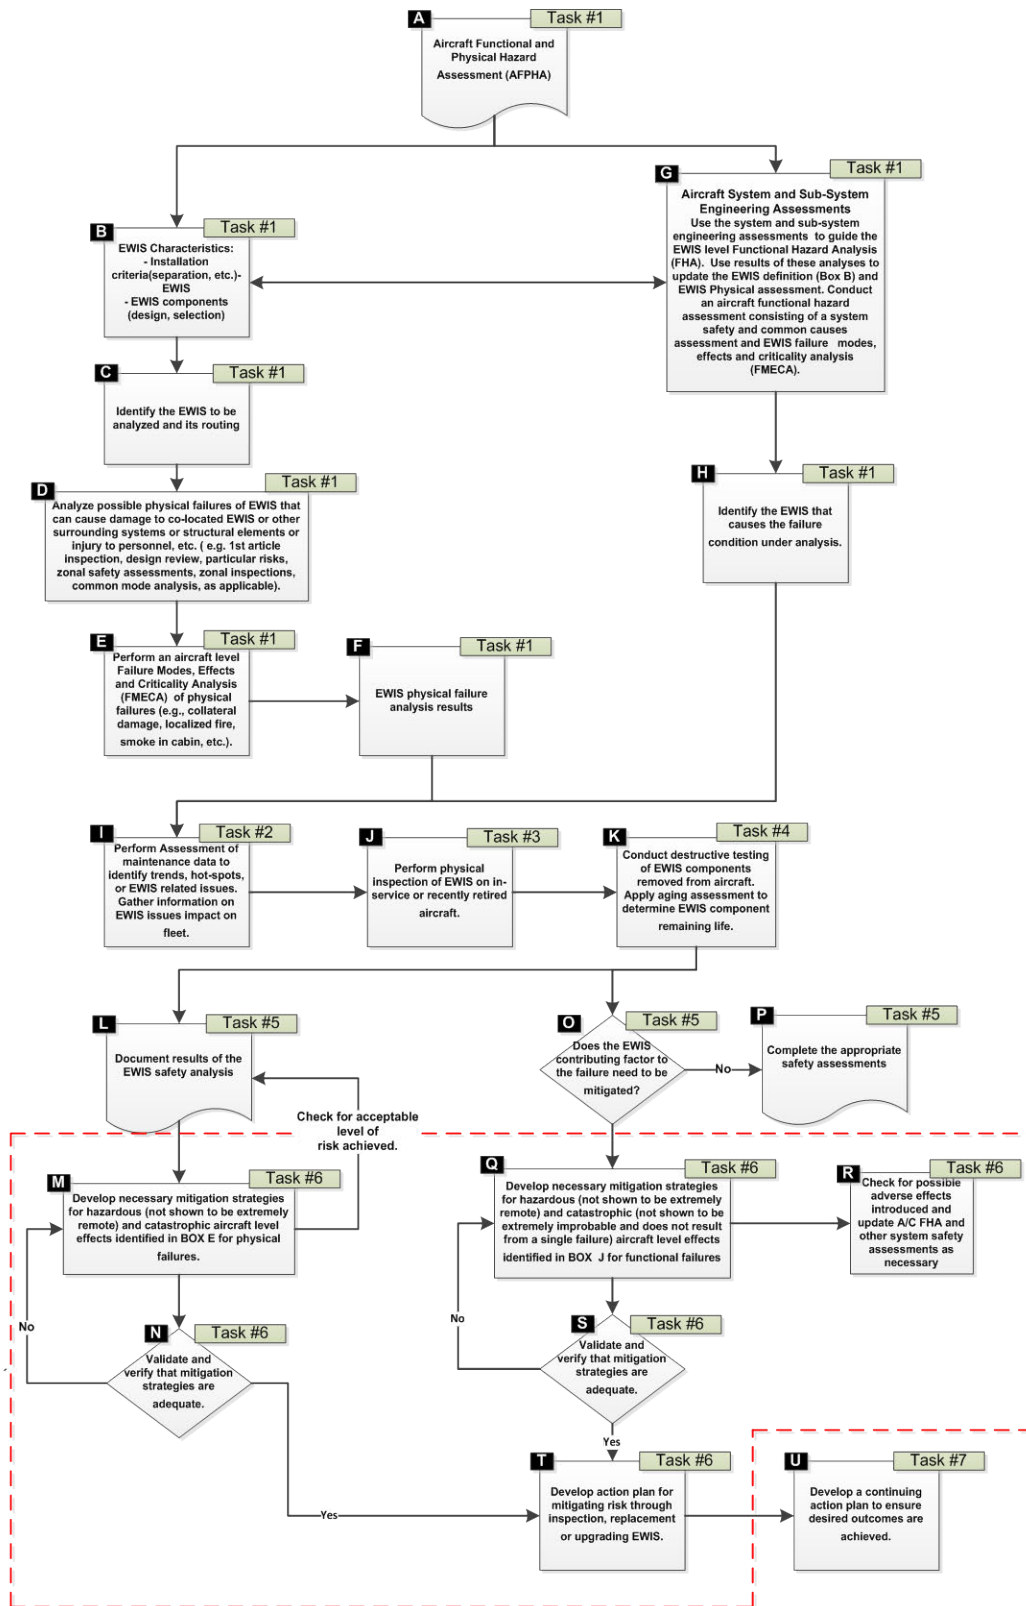 A
Task #1
Aircraft Functional and
Physical Hazard
Assessment (AFPHA)
G
Task #1
Aircraft System and Sub-System
Engineering Assessments
Use the system and sub-system
engineering assessments to guide the
EWIS level Functional Hazard Analysis
(FHA). Use results of these analyses to
update the EWIS definition (Box B) and
EWIS Physical assessment. Conduct
an aircraft functional hazard
assessment consisting of a system
safety and common causes
assessment and EWIS failure modes,
effects and criticality analysis
(FMECA).
B
Task #1
EWIS Characteristics:
- Installation
criteria(separation, etc.)-
EWIS
- EWIS components
(design, selection)
C
Task #1
Identify the EWIS to be
analyzed and its routing
D
Task #1
Analyze possible physical failures of EWIS that
can cause damage to co-located EWIS or other
surrounding systems or structural elements or
injury to personnel, etc. ( e.g. 1st article
inspection, design review, particular risks,
zonal safety assessments, zonal inspections,
common mode analysis, as applicable).
H
Task #1
Identify the EWIS that
causes the failure
condition under analysis.
E
Task #1
Perform an aircraft level
Failure Modes, Effects
and Criticality Analysis
(FMECA) of physical
failures (e.g., collateral
damage, localized fire,
smoke in cabin, etc.).
F
Task #1
EWIS physical failure
analysis results
I
Task #2
Perform Assessment of
maintenance data to
identify trends, hot-spots,
or EWIS related issues.
Gather information on
EWIS issues impact on
fleet.
J
Task #3
Perform physical
inspection of EWIS on in-
service or recently retired
aircraft.
K
Task #4
Conduct destructive testing
of EWIS components
removed from aircraft.
Apply aging assessment to
determine EWIS component
remaining life.
L
Task #5
Document results of the
EWIS safety analysis
O
Task #5
Does the EWIS
contributing factor to
the failure need to be
mitigated?
No
P
Task #5
Complete the appropriate
safety assessments
Check for acceptable
level of
risk achieved.
M
Task #6
Develop necessary mitigation strategies
for hazardous (not shown to be extremely
remote) and catastrophic aircraft level
effects identified in BOX E for physical
failures.
Q
Task #6
Develop necessary mitigation strategies
for hazardous (not shown to be extremely
remote) and catastrophic (not shown to
be extremely improbable and does not result
from a single failure) aircraft level effects
identified in BOX J for functional failures
R
Task #6
Check for possible
adverse effects
introduced and
update A/C FHA and
other system safety
assessments as
necessary
No
N
Task #6
Validate and
verify that mitigation
strategies are
adequate.
No
S
Task #6
Validate and
verify that mitigation
strategies are
adequate.
Yes
Yes
T
Task #6
Develop action plan for
mitigating risk through
inspection, replacement
or upgrading EWIS.
U
Task #7
Develop a continuing
action plan to ensure
desired outcomes are
achieved.